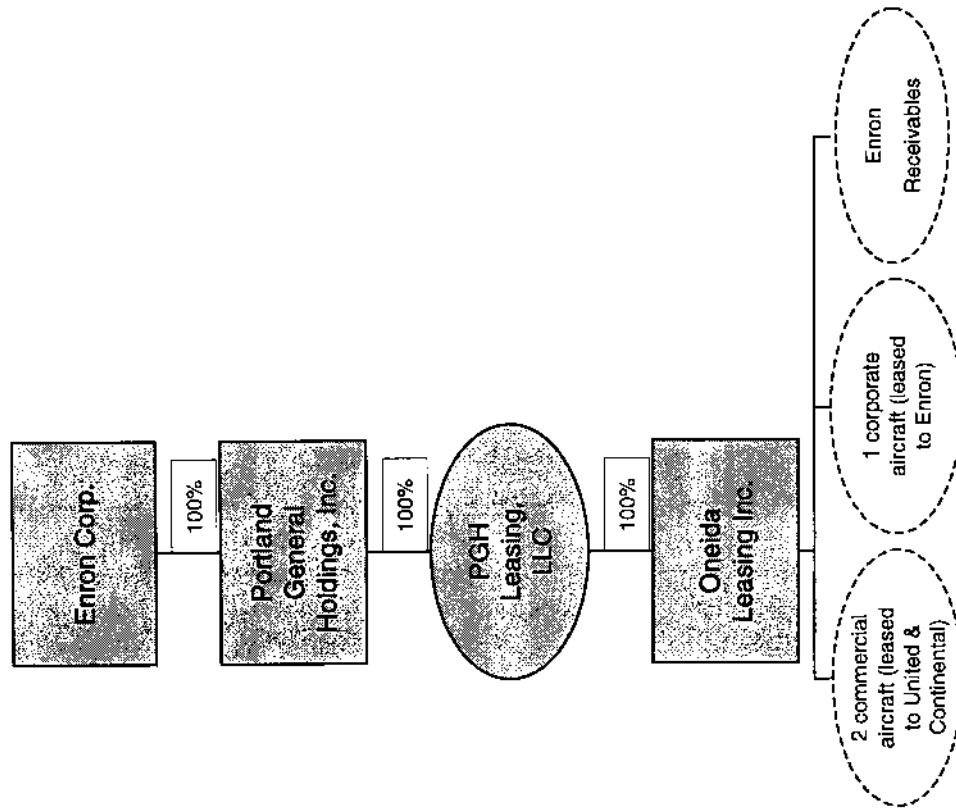 Enron Corp.
100%
Portland
General
Holdings, Inc.
100%
PGH
Leasing,
LLC
100%
Oneida
Leasing Inc.
2 commercial
aircraft (leased
to United &
Continental)
1 corporate
aircraft (leased
to Enron)
Enron
Receivables